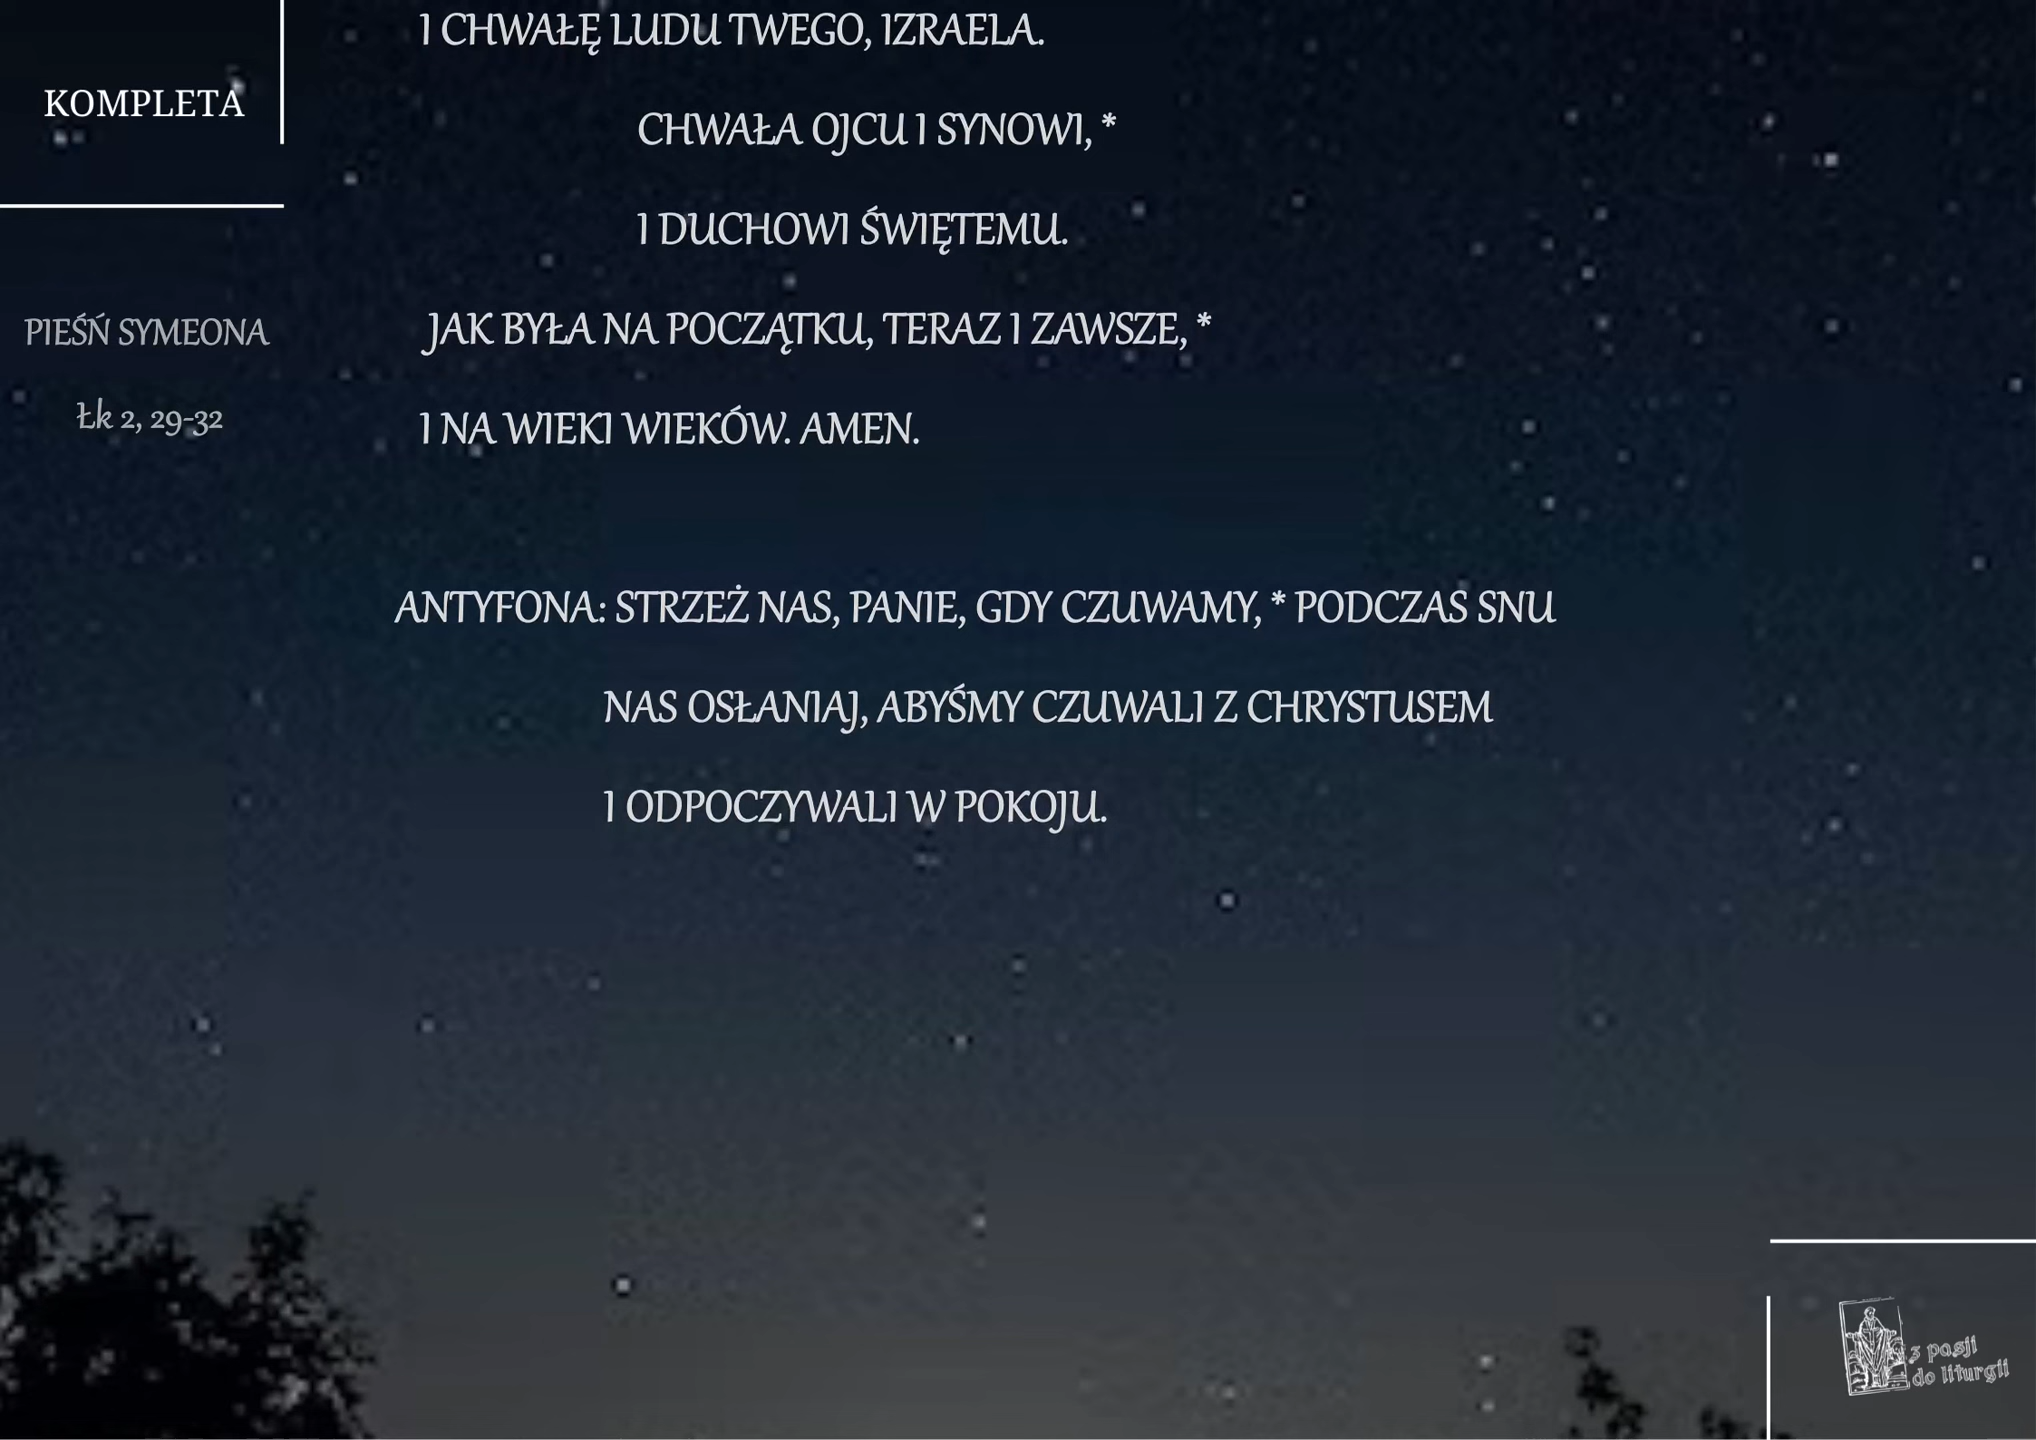 I CHWAŁĘ LUDU TWEGO, IZRAELA.
KOMPLETA
CHWAŁA OJCU I SYNOWI, *
I DUCHOWI ŚWIĘTEMU.
PIEŚŃ SYMEONA
JAK BYŁA NA POCZĄTKU, TERAZ I ZAWSZE, *
Łk 2, 29-32
I NA WIEKI WIEKÓW. AMEN.
ANTYFONA: STRZEŻ NAS, PANIE, GDY CZUWAMY, * PODCZAS SNU
NAS OSŁANIAJ, ABYŚMY CZUWALI Z CHRYSTUSEM
I ODPOCZYWALI W POKOJU.
z pasji
do liturgii